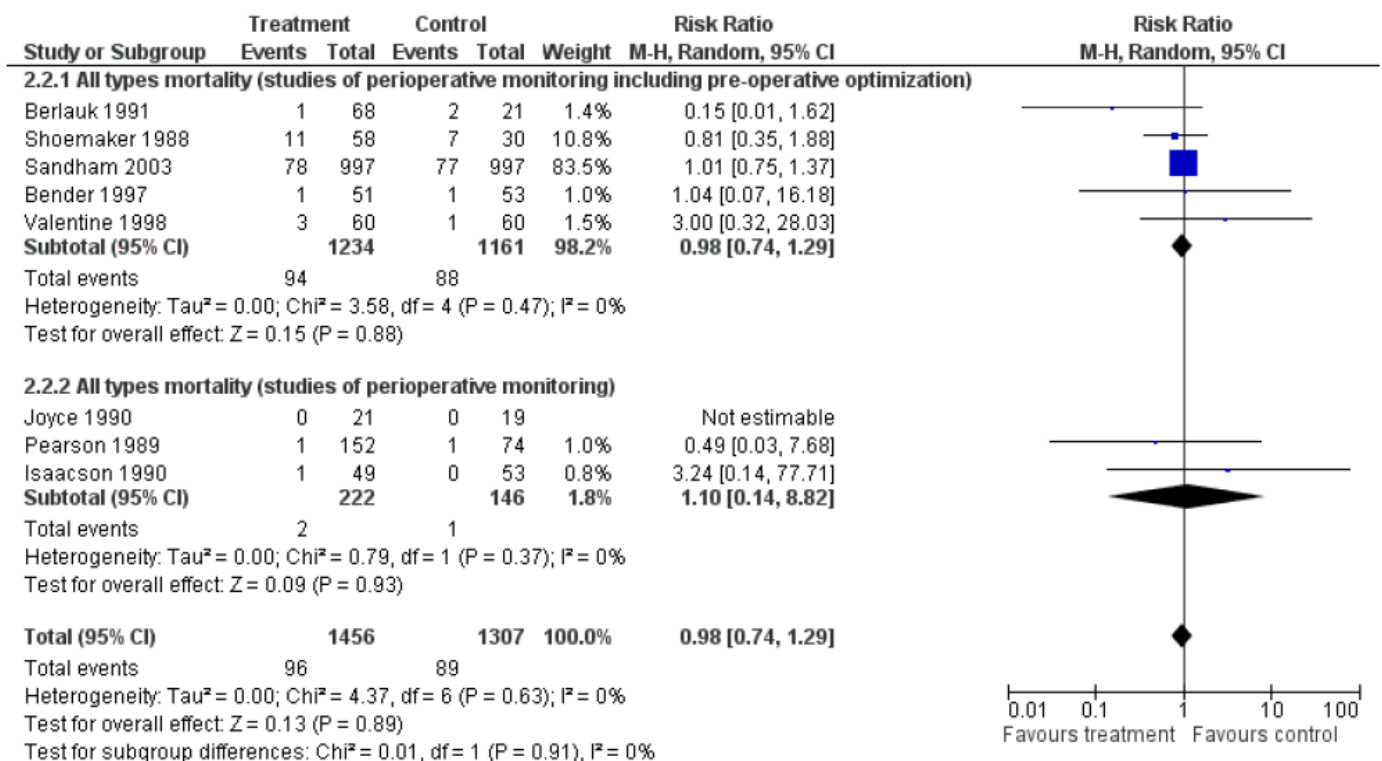 Treatment Control Risk Ratio Risk Ratio
Study or Subgroup Events Total Events Total Weight M-H, Random, 95% CI M-H, Random, 95% CI
2.2.1 All types mortality (studies of perioperative monitoring including pre-operative optimization)
Berlauk 1991 1 68 2 21 1.4% 0.15 [0.01, 1.62]
Shoemaker 1988 11 58 7 30 10.8% 0.81 [0.35, 1.88]
Sandham 2003 78 997 77 997 83.5% 1.01 [0.75, 1.37]
Bender 1997 1 51 1 53 1.0% 1.04 [0.07, 16.18]
Valentine 1998 3 60 1 60 1.5% 3.00 [0.32, 28.03]
Subtotal (95% CI) 1234 1161 98.2% 0.98 [0.74, 1.29]
Total events 94 88
Heterogeneity: Tau² = 0.00; Chi² = 3.58, df = 4 (P = 0.47); I² = 0%
Test for overall effect: Z = 0.15 (P = 0.88)
2.2.2 All types mortality (studies of perioperative monitoring)
Joyce 1990 0 21 0 19 Not estimable
Pearson 1989 1 152 1 74 1.0% 0.49 [0.03, 7.68]
Isaacson 1990 1 49 0 53 0.8% 3.24 [0.14, 77.71]
Subtotal (95% CI) 222 146 1.8% 1.10 [0.14, 8.82]
Total events 2 1
Heterogeneity: Tau² = 0.00; Chi² = 0.79, df = 1 (P = 0.37); I² = 0%
Test for overall effect: Z = 0.09 (P = 0.93)
Total (95% CI) 1456 1307 100.0% 0.98 [0.74, 1.29]
Total events 96 89
Heterogeneity: Tau² = 0.00; Chi² = 4.37, df = 6 (P = 0.63); I² = 0%
Test for overall effect: Z = 0.13 (P = 0.89)
Test for subgroup differences: Chi² = 0.01, df = 1 (P = 0.91), I² = 0%
0.01 0.1 1 10 100
Favours treatment Favours control